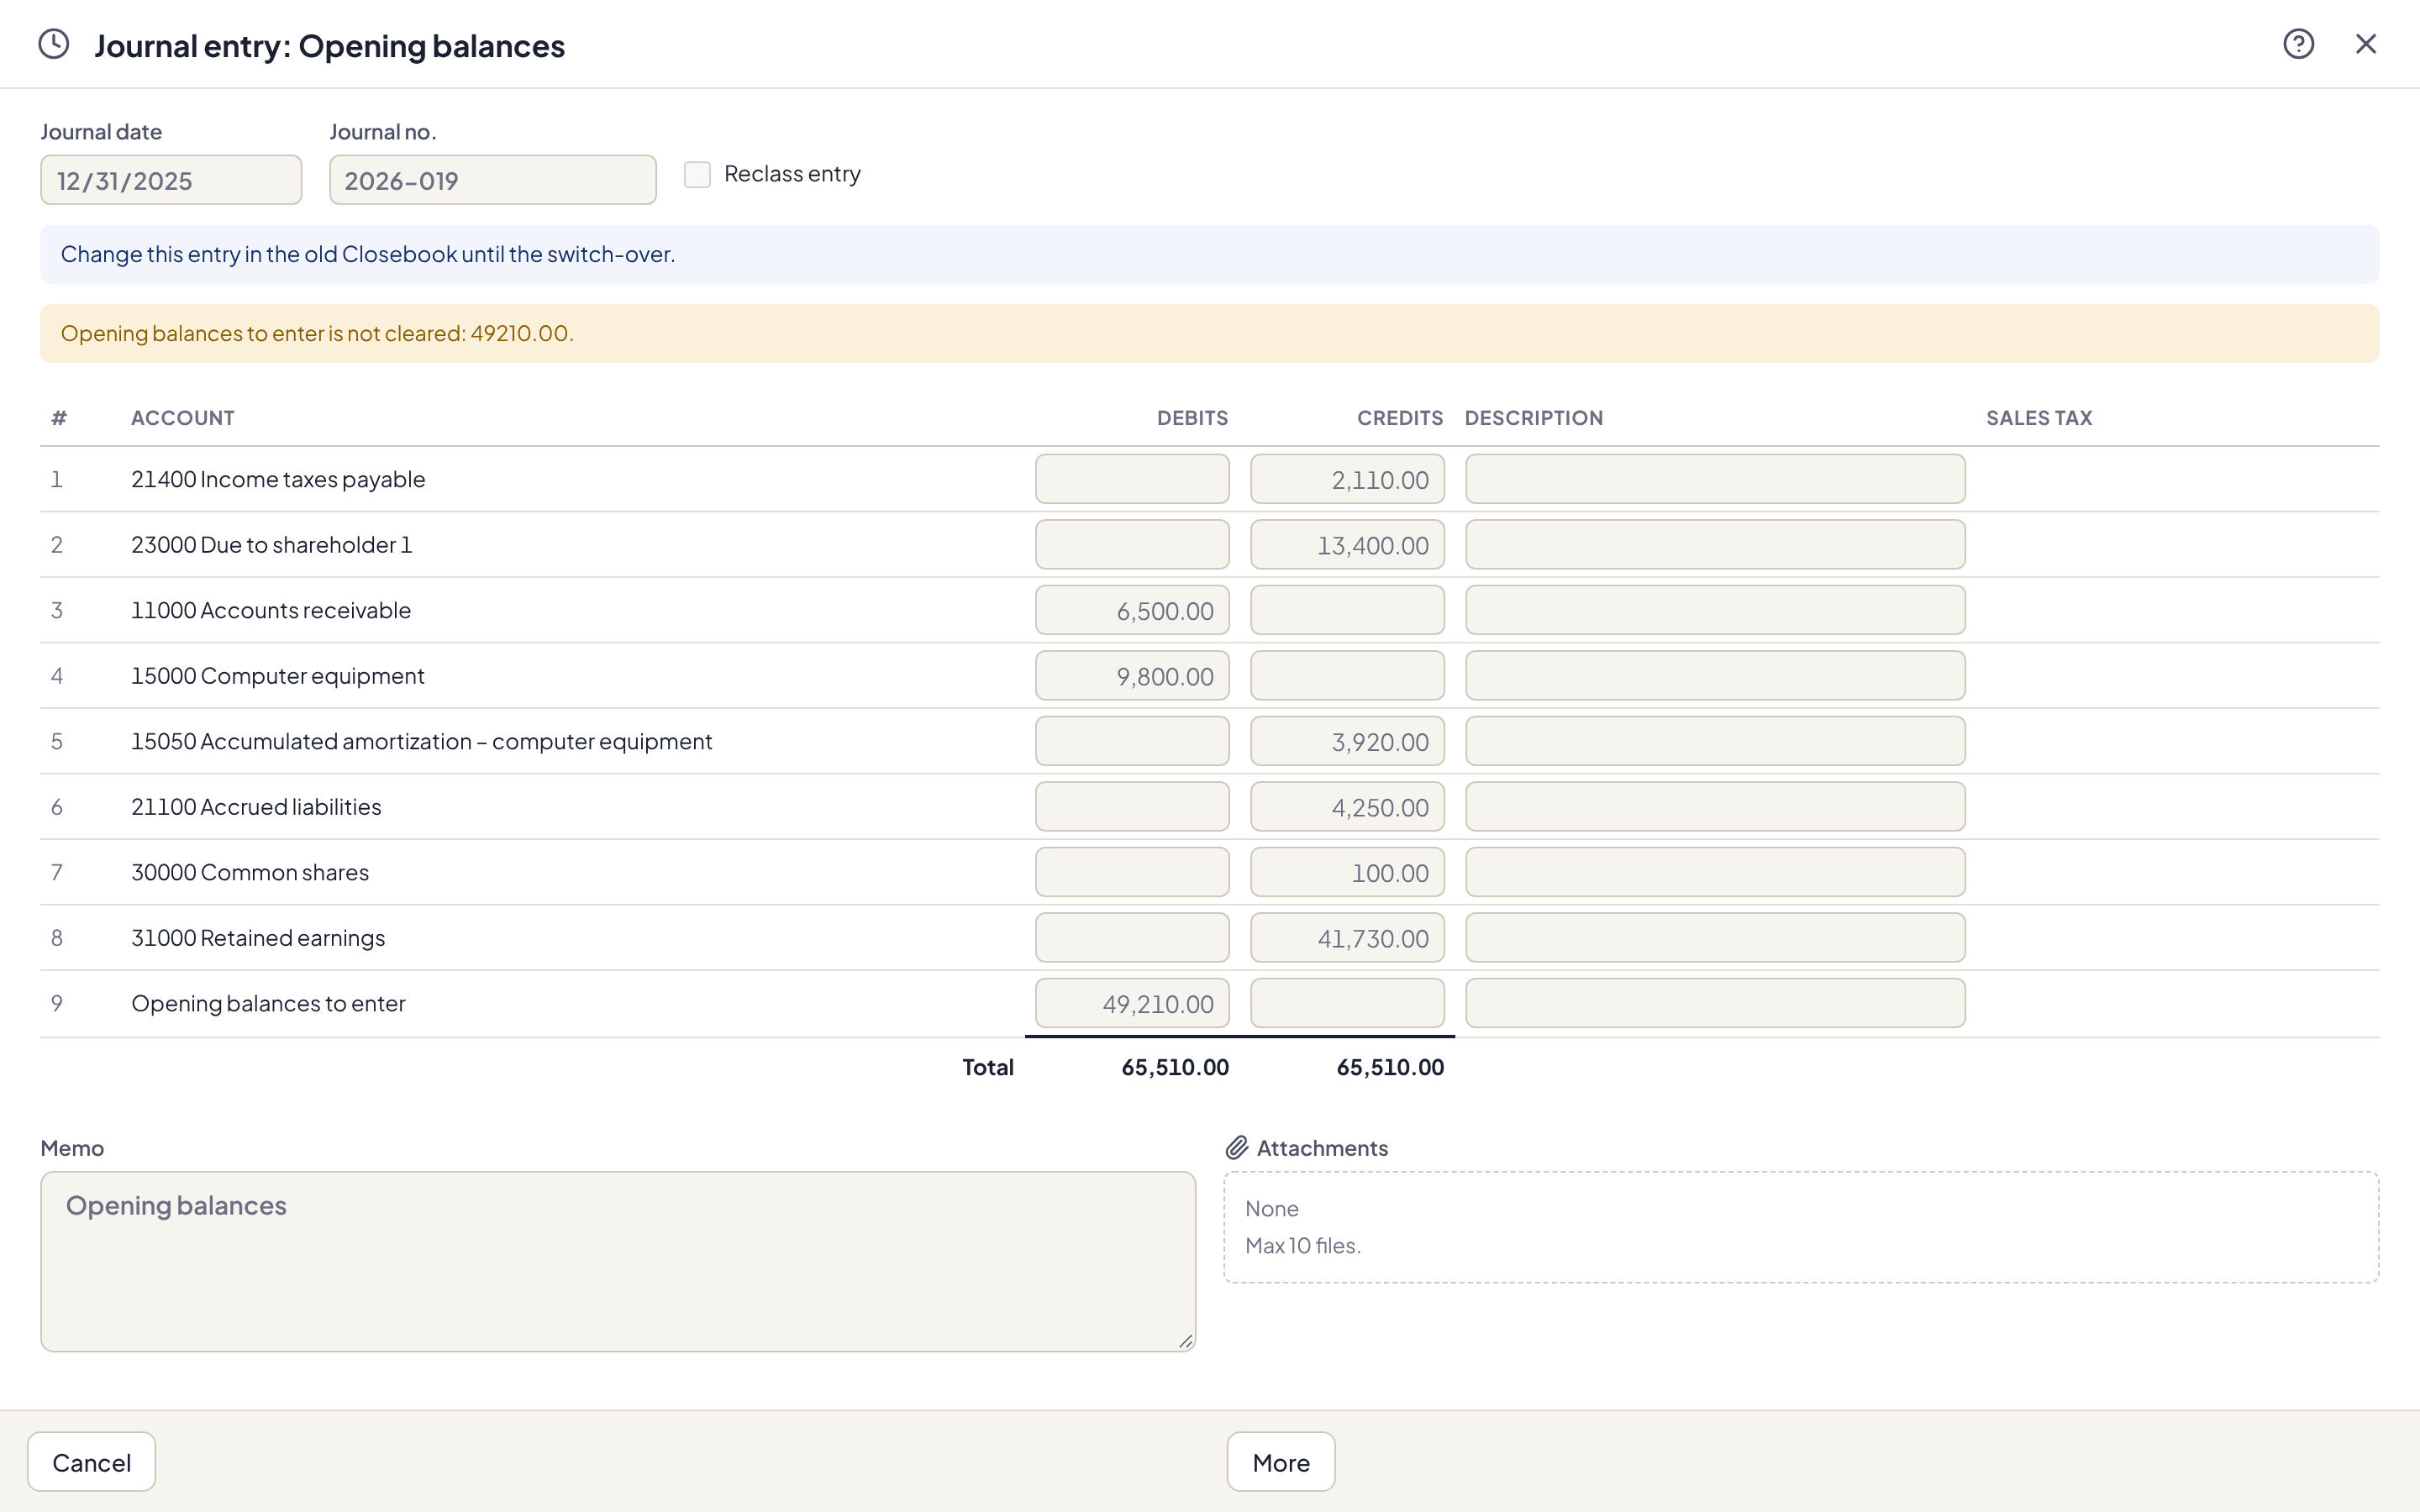 Journal entry: Opening balances
Journal date
Journal no.
12/31/2025
2026-019
Reclass entry
Change this entry in the old Closebook until the switch-over.
Opening balances to enter is not cleared: 49210.00.
# ACCOUNT DEBITS CREDITS DESCRIPTION SALES TAX
1 21400 Income taxes payable 2,110.00
2 23000 Due to shareholder 1 13,400.00
3 11000 Accounts receivable 6,500.00
4 15000 Computer equipment 9,800.00
5 15050 Accumulated amortization – computer equipment 3,920.00
6 21100 Accrued liabilities 4,250.00
7 30000 Common shares 100.00
8 31000 Retained earnings 41,730.00
9 Opening balances to enter 49,210.00
Total 65,510.00 65,510.00
Memo
Opening balances
Attachments
None
Max 10 files.
Cancel
More